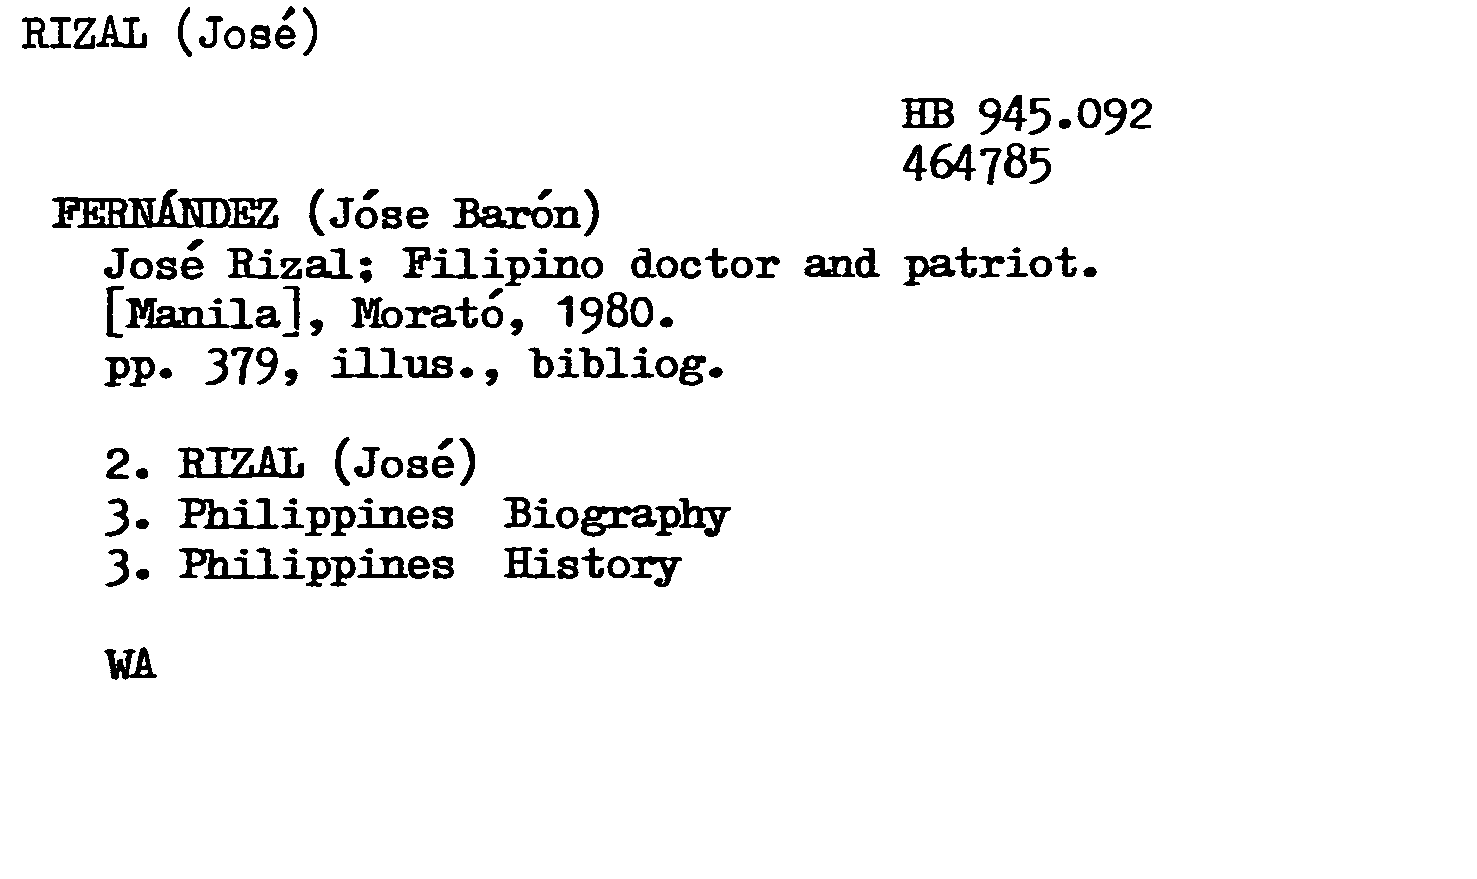 RIZAL (José)
HB 945.092
464785
FERNÁNDEZ (Jóse Barón)
José Rizal; Filipino doctor and patriot.
[Manila], Morató, 1980.
pp. 379, illus., bibliog.
2. RIZAL (José)
3. Philippines Biography
3. Philippines History
WA